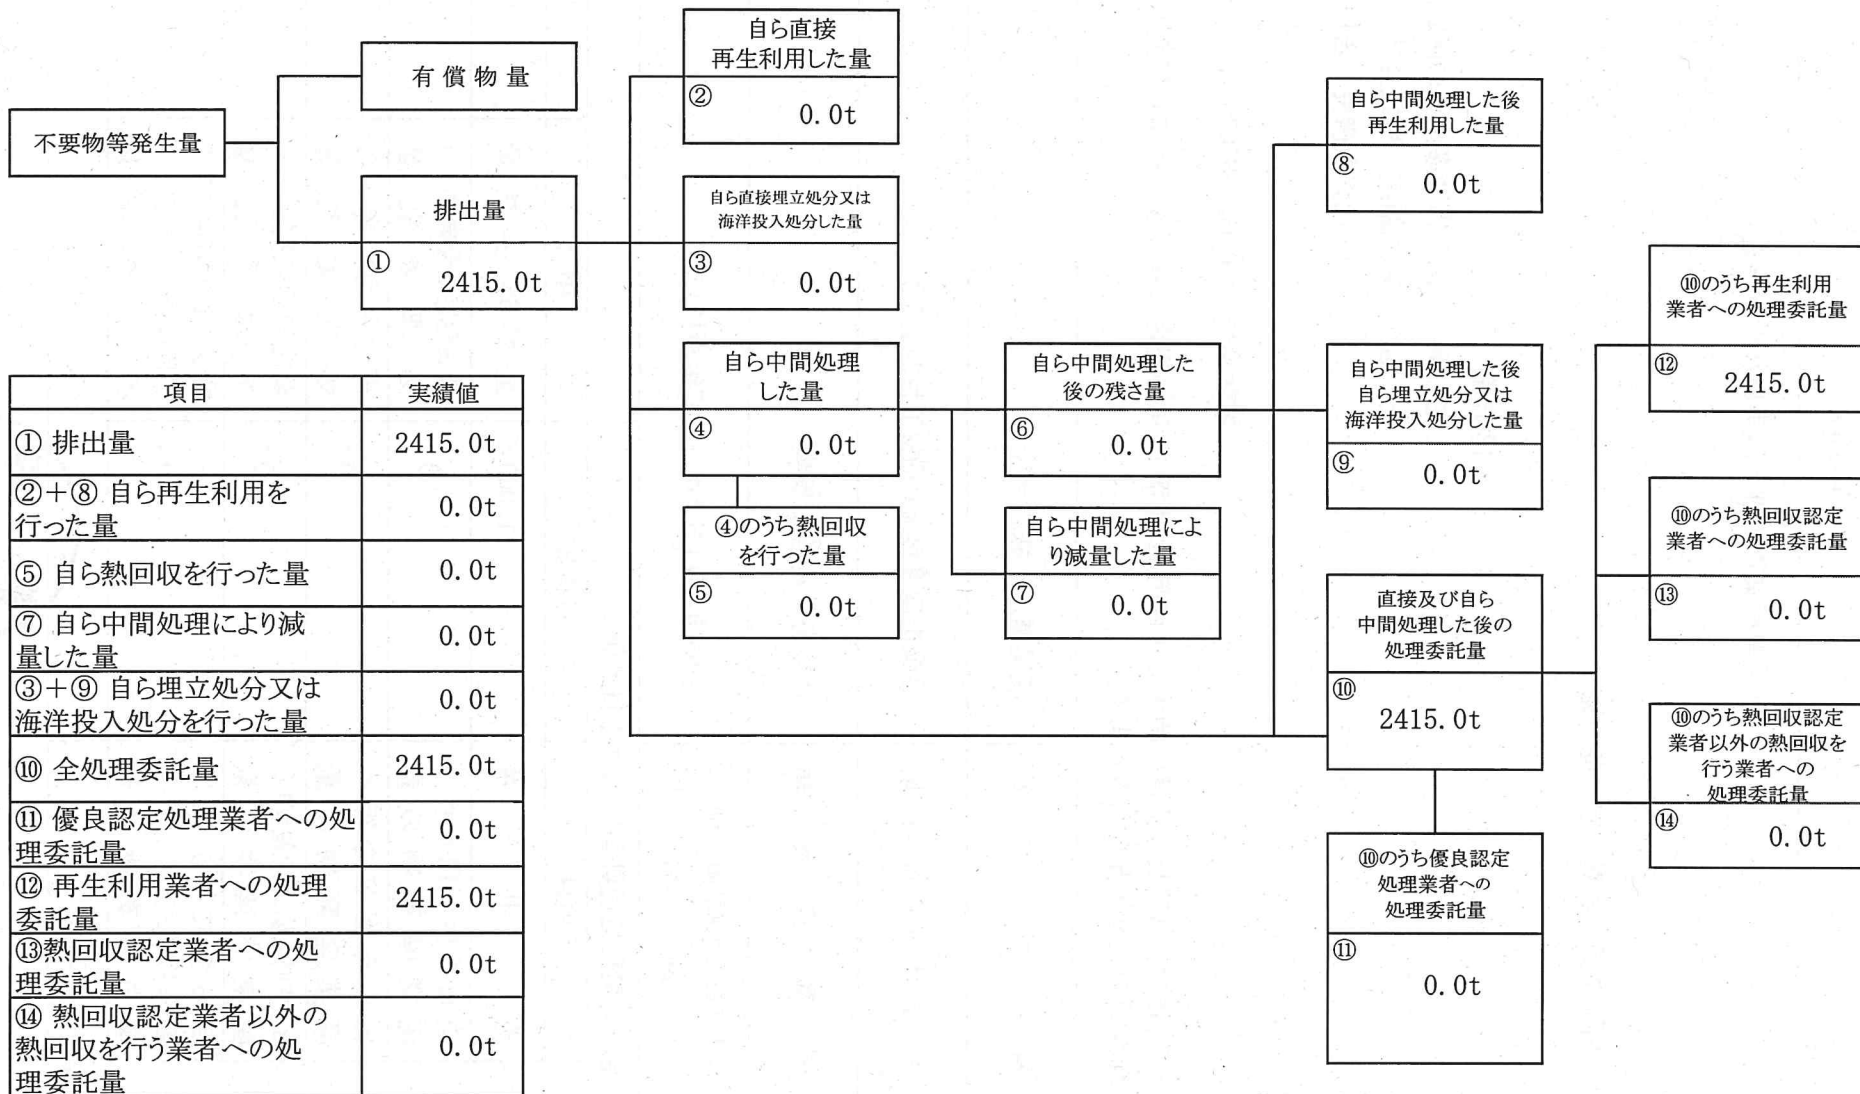 不要物等発生量
有償物量
排出量
①
2415.0t
自ら直接
再生利用した量
②
0.0t
自ら直接埋立処分又は
海洋投入処分した量
③
0.0t
自ら中間処理
した量
④
0.0t
④のうち熱回収
を行った量
⑤
0.0t
自ら中間処理した
後の残さ量
⑥
0.0t
自ら中間処理によ
り減量した量
⑦
0.0t
自ら中間処理した後
再生利用した量
⑧
0.0t
自ら中間処理した後
自ら埋立処分又は
海洋投入処分した量
⑨
0.0t
直接及び自ら
中間処理した後の
処理委託量
⑩
2415.0t
⑩のうち優良認定
処理業者への
処理委託量
⑪
0.0t
⑩のうち再生利用
業者への処理委託量
⑫
2415.0t
⑩のうち熱回収認定
業者への処理委託量
⑬
0.0t
⑩のうち熱回収認定
業者以外の熱回収を
行う業者への
処理委託量
⑭
0.0t
項目 実績値
① 排出量 2415.0t
②+⑧ 自ら再生利用を
行った量 0.0t
⑤ 自ら熱回収を行った量 0.0t
⑦ 自ら中間処理により減
量した量 0.0t
③+⑨ 自ら埋立処分又は
海洋投入処分を行った量 0.0t
⑩ 全処理委託量 2415.0t
⑪ 優良認定処理業者への処
理委託量 0.0t
⑫ 再生利用業者への処理
委託量 2415.0t
⑬熱回収認定業者への処
理委託量 0.0t
⑭ 熱回収認定業者以外の
熱回収を行う業者への処
理委託量 0.0t